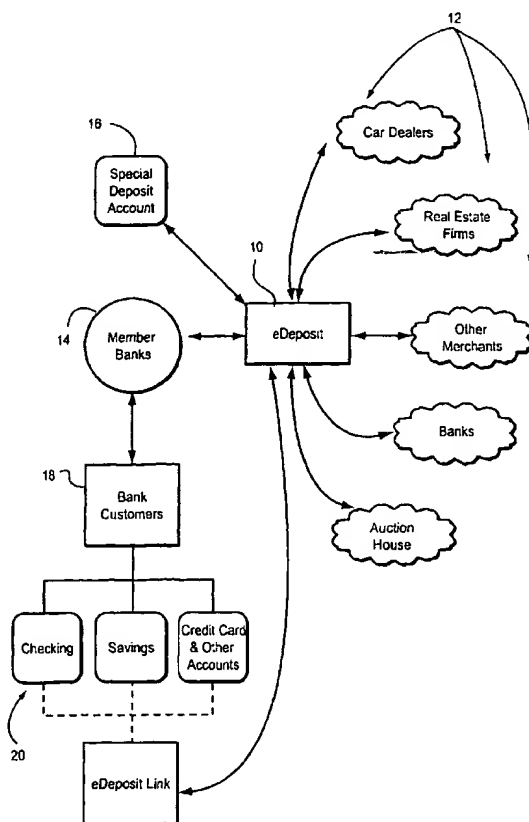 12
Car Dealers
16
Special
Deposit
Account
Real Estate
Firms
10
eDeposit
14
Member
Banks
Other
Merchants
18
Bank
Customers
Banks
Auction
House
Checking
Savings
Credit Card
& Other
Accounts
20
eDeposit Link